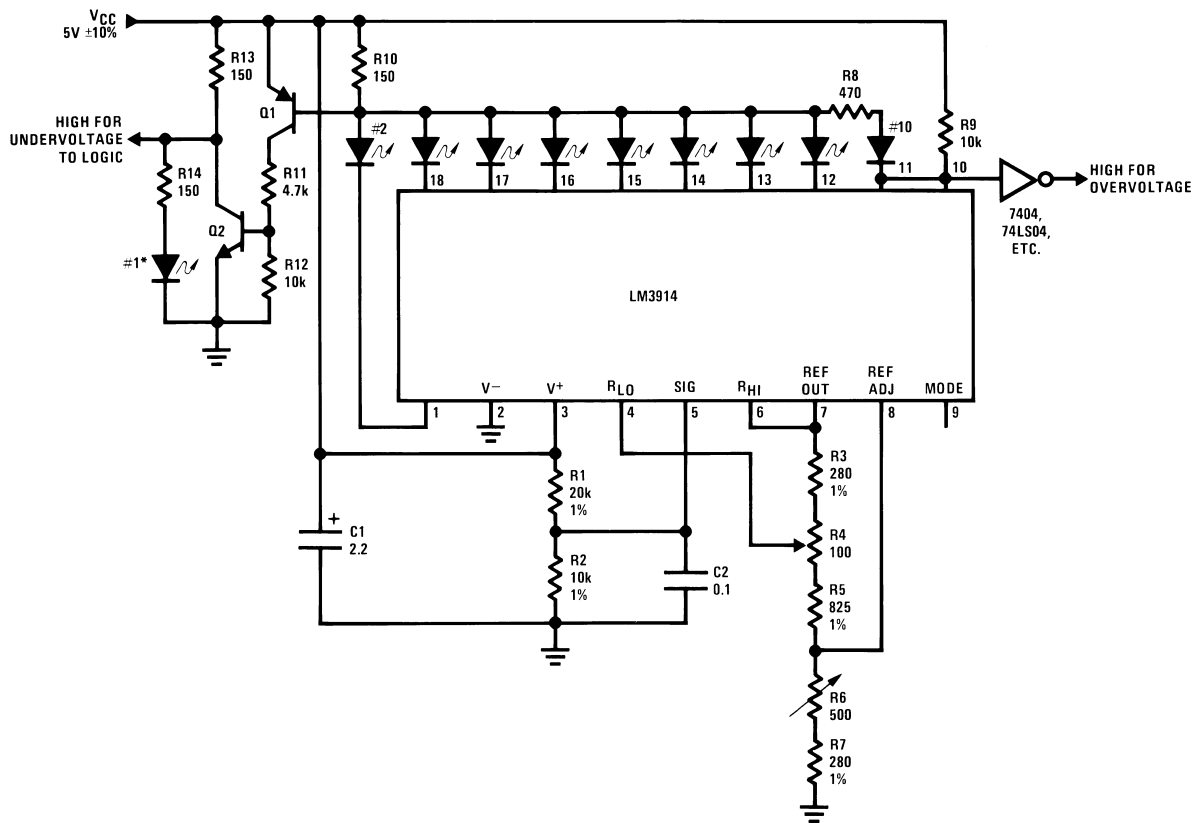 VCC
5V ±10%
R13
150
R10
150
R8
470
Q1
#2
#10
R9
10k
HIGH FOR
UNDERVOLTAGE
TO LOGIC
R14
150
R11
4.7k
18
17
16
15
14
13
12
11
10
HIGH FOR
OVERVOLTAGE
7404,
74LS04,
ETC.
Q2
#1*
R12
10k
LM3914
V−
V+
RLO
SIG
RHI
REF
OUT
REF
ADJ
MODE
1
2
3
4
5
6
7
8
9
R1
20k
1%
R3
280
1%
+
C1
2.2
R2
10k
1%
C2
0.1
R4
100
R5
825
1%
R6
500
R7
280
1%